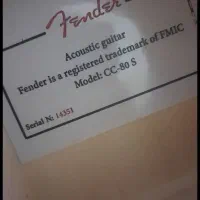 Fender
Acoustic guitar
Fender is a registered trademark of FMIC
Model: CC-80 S
Serial N: 14351